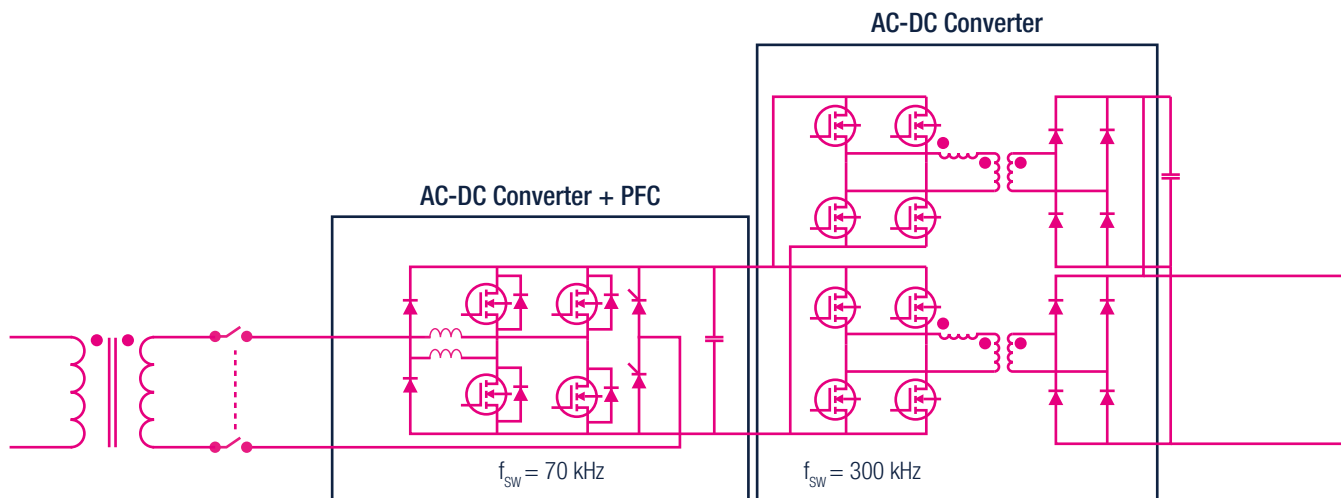 AC-DC Converter
AC-DC Converter + PFC
fSW = 70 kHz
fSW = 300 kHz